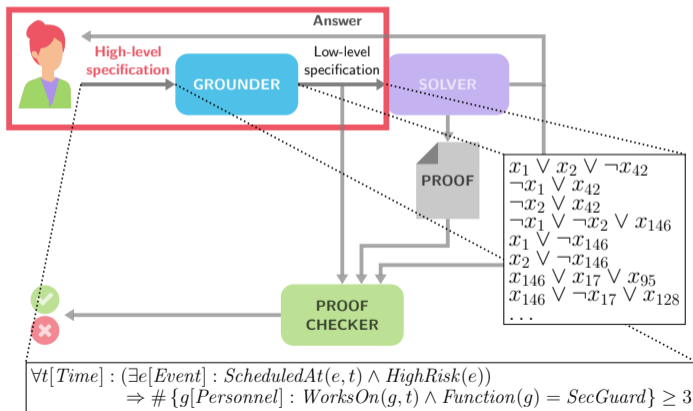 Answer
High-level
specification
GROUNDER
Low-level
specification
SOLVER
PROOF
x₁ ∨ x₂ ∨ ¬x₄₂
¬x₁ ∨ x₄₂
¬x₂ ∨ x₄₂
¬x₁ ∨ ¬x₂ ∨ x₁₄₆
x₁ ∨ ¬x₁₄₆
x₂ ∨ ¬x₁₄₆
x₁₄₆ ∨ x₁₇ ∨ x₉₅
x₁₄₆ ∨ ¬x₁₇ ∨ x₁₂₈
...
PROOF
CHECKER
∀t[Time] : (∃e[Event] : ScheduledAt(e, t) ∧ HighRisk(e))
⇒ # {g[Personnel] : WorksOn(g, t) ∧ Function(g) = SecGuard} ≥ 3